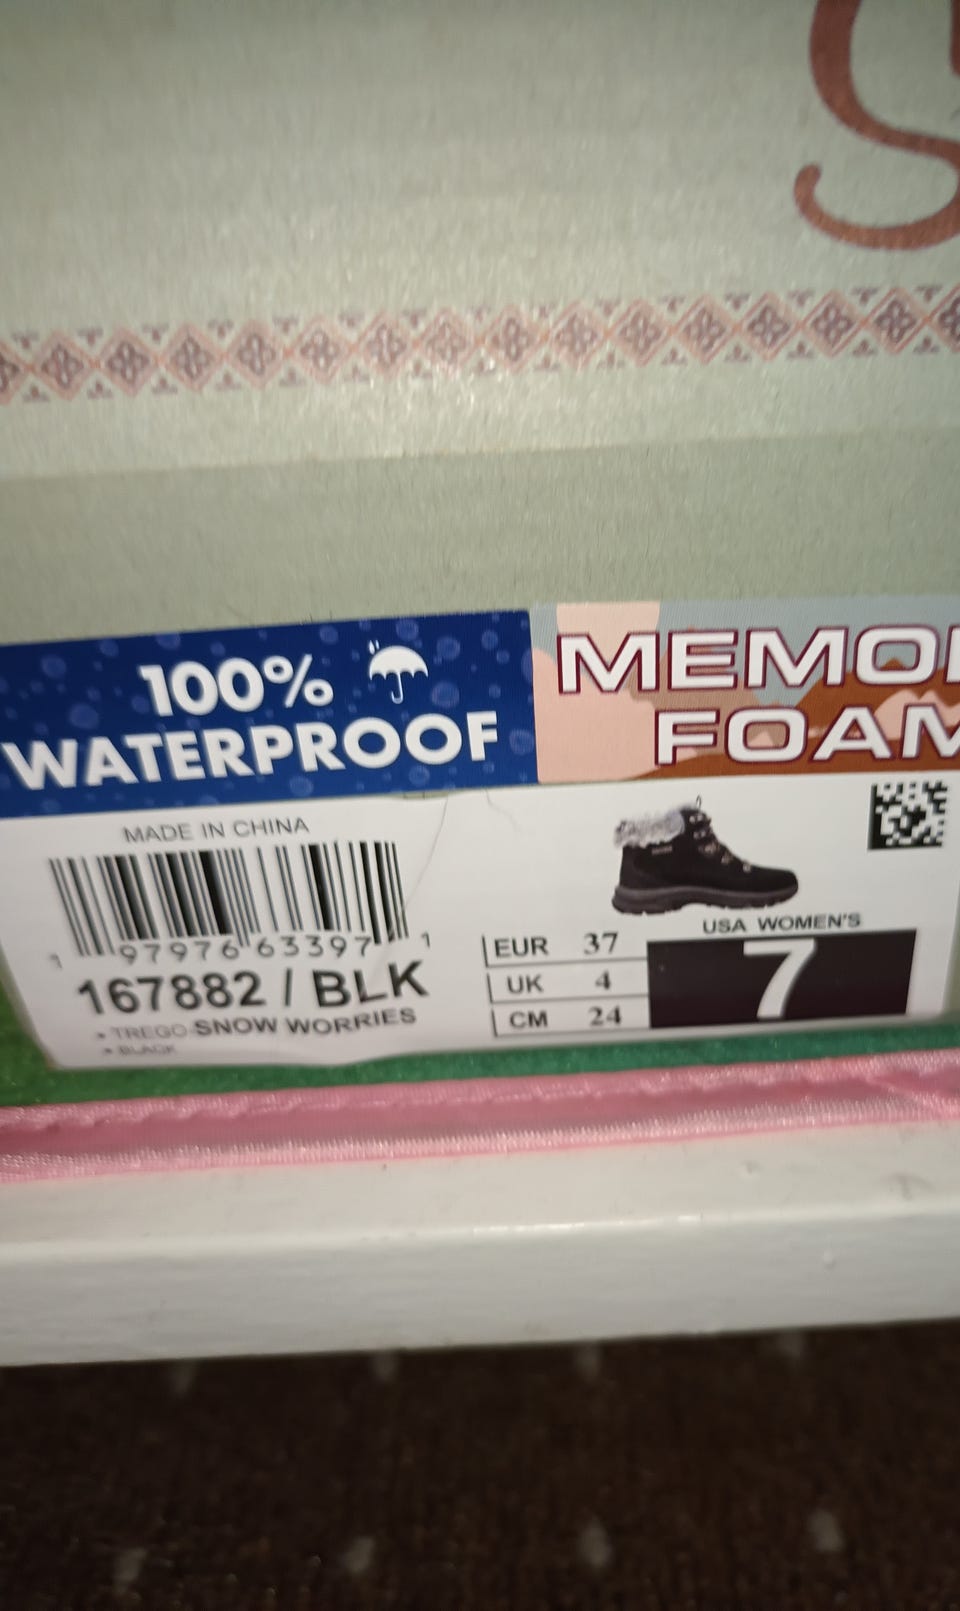 100%
WATERPROOF
MEMO
FOAM
MADE IN CHINA
1 97976 63397 1
167882 / BLK
• TREGO-SNOW WORRIES
• BLACK
EUR 37
UK 4
CM 24
USA WOMEN'S
7